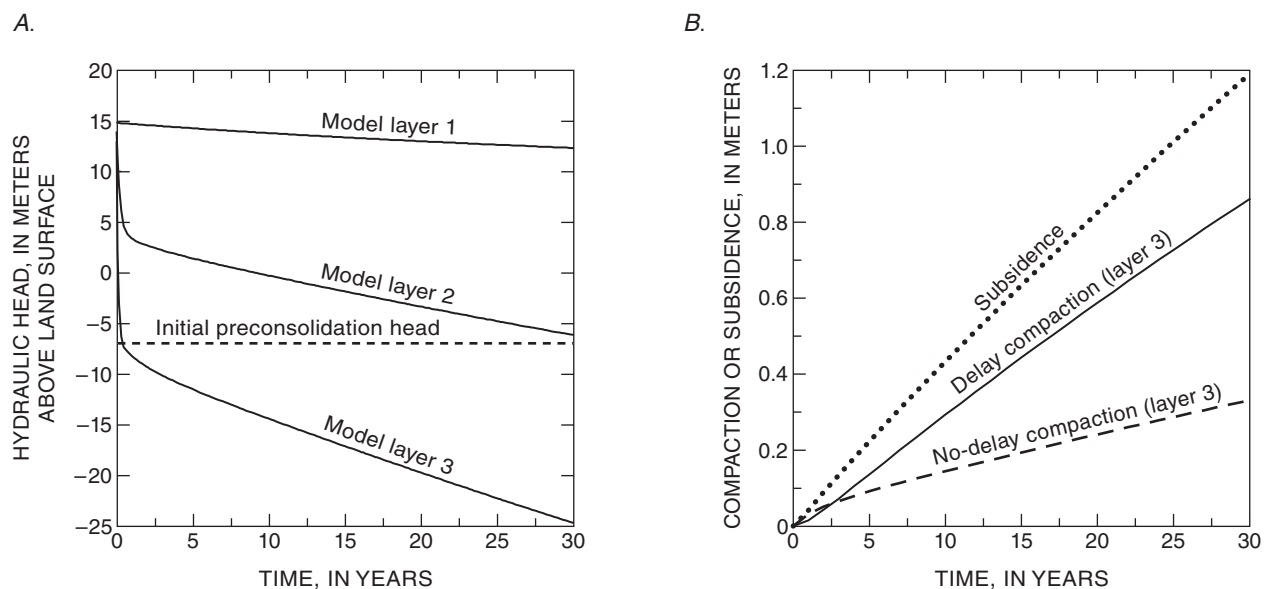 A.
HYDRAULIC HEAD, IN METERS
ABOVE LAND SURFACE
20
15
10
5
0
−5
−10
−15
−20
−25
Model layer 1
Model layer 2
Initial preconsolidation head
Model layer 3
0
5
10
15
20
25
30
TIME, IN YEARS
B.
COMPACTION OR SUBSIDENCE, IN METERS
1.2
1.0
0.8
0.6
0.4
0.2
0
Subsidence
Delay compaction (layer 3)
No-delay compaction (layer 3)
0
5
10
15
20
25
30
TIME, IN YEARS